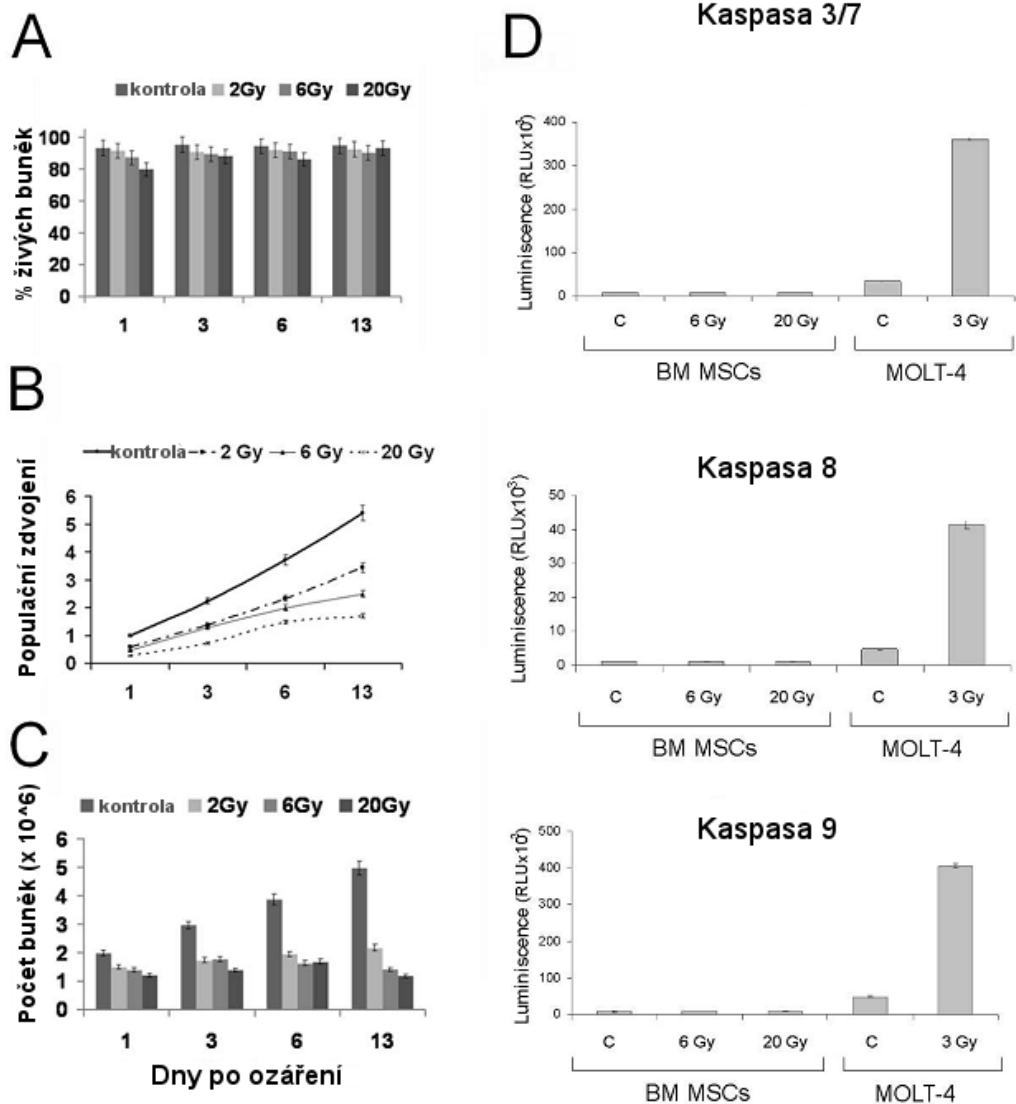 A
kontrola 2Gy 6Gy 20Gy
% živých buněk
100
80
60
40
20
0
1 3 6 13
B
kontrola 2 Gy 6 Gy 20 Gy
Populační zdvojení
6
5
4
3
2
1
0
1 3 6 13
C
kontrola 2Gy 6Gy 20Gy
Počet buněk (x 10^6)
6
5
4
3
2
1
0
1 3 6 13
Dny po ozáření
D
Kaspasa 3/7
Luminiscence (RLUx10³)
400
300
200
100
0
C 6 Gy 20 Gy C 3 Gy
BM MSCs MOLT-4
Kaspasa 8
Luminiscence (RLUx10³)
50
40
30
20
10
0
C 6 Gy 20 Gy C 3 Gy
BM MSCs MOLT-4
Kaspasa 9
Luminiscence (RLUx10³)
500
400
300
200
100
0
C 6 Gy 20 Gy C 3 Gy
BM MSCs MOLT-4